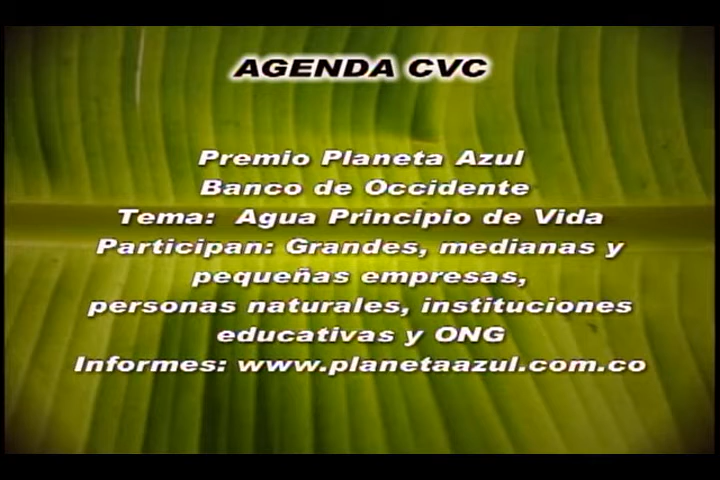 AGENDA CVC
Premio Planeta Azul
Banco de Occidente
Tema: Agua Principio de Vida
Participan: Grandes, medianas y
pequeñas empresas,
personas naturales, instituciones
educativas y ONG
Informes: www.planetaazul.com.co